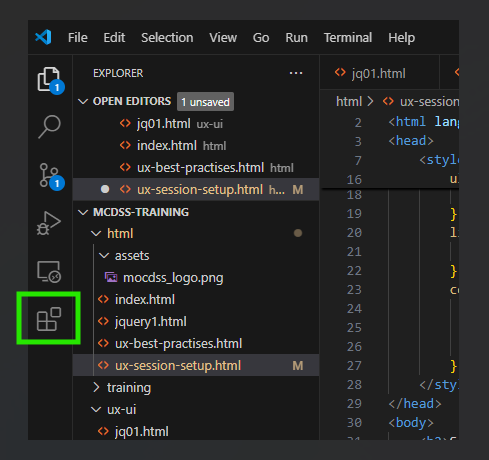 File Edit Selection View Go Run Terminal Help
EXPLORER ...
jq01.html
OPEN EDITORS 1 unsaved
html > ux-session
jq01.html ux-ui
2 <html lang
index.html html
3 <head>
ux-best-practises.html html
7 <style
ux-session-setup.html h... M
16 u
MCDSS-TRAINING
18
html
19 }
assets
20 l
mocdss_logo.png
21
index.html
22 }
jquery1.html
23 c
ux-best-practises.html
24
25
ux-session-setup.html M
26
27 }
training
28 </style
ux-ui
29 </head>
jq01.html
30 <body>
31
1
1